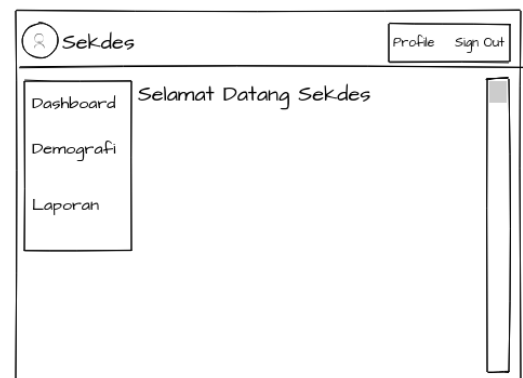 Sekdes
Profile Sign Out
Dashboard
Demografi
Laporan
Selamat Datang Sekdes